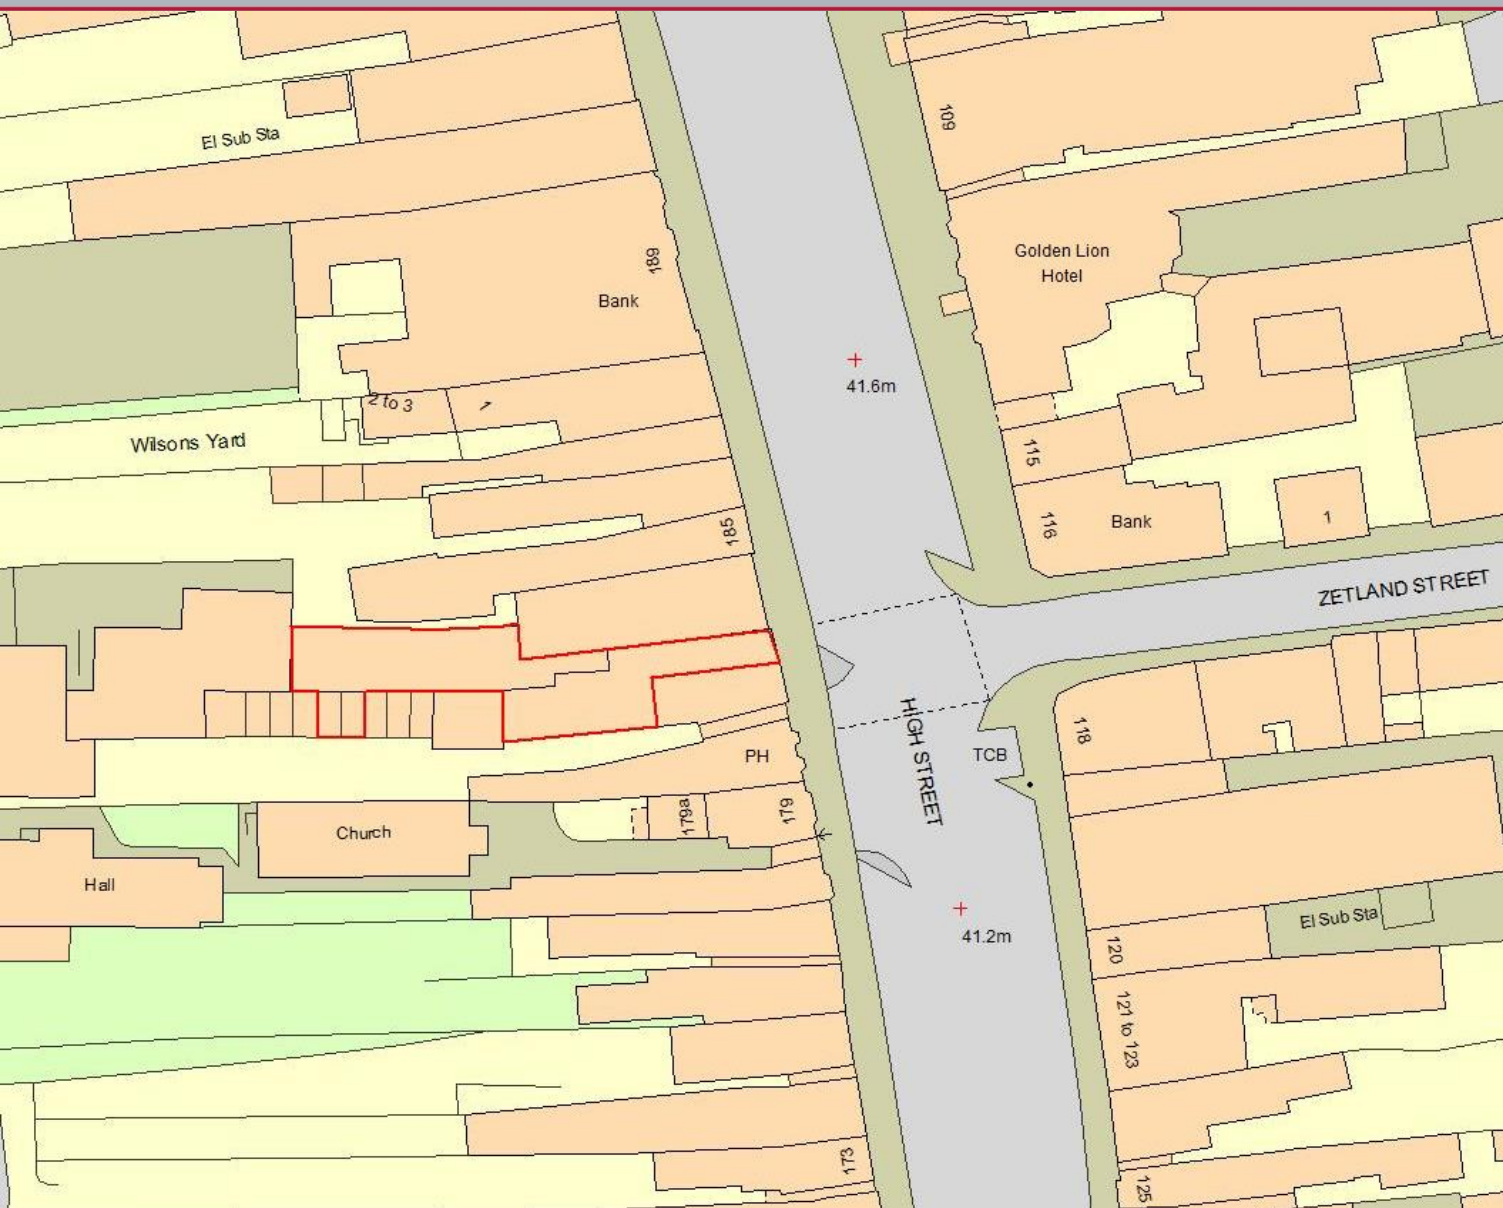 109
El Sub Sta
Golden Lion
Hotel
189
Bank
41.6m
2 to 3
1
Wilsons Yard
115
116
Bank
1
185
ZETLAND STREET
HIGH STREET
118
PH
TCB
179a
179
Church
Hall
El Sub Sta
41.2m
120
121 to 123
173
125